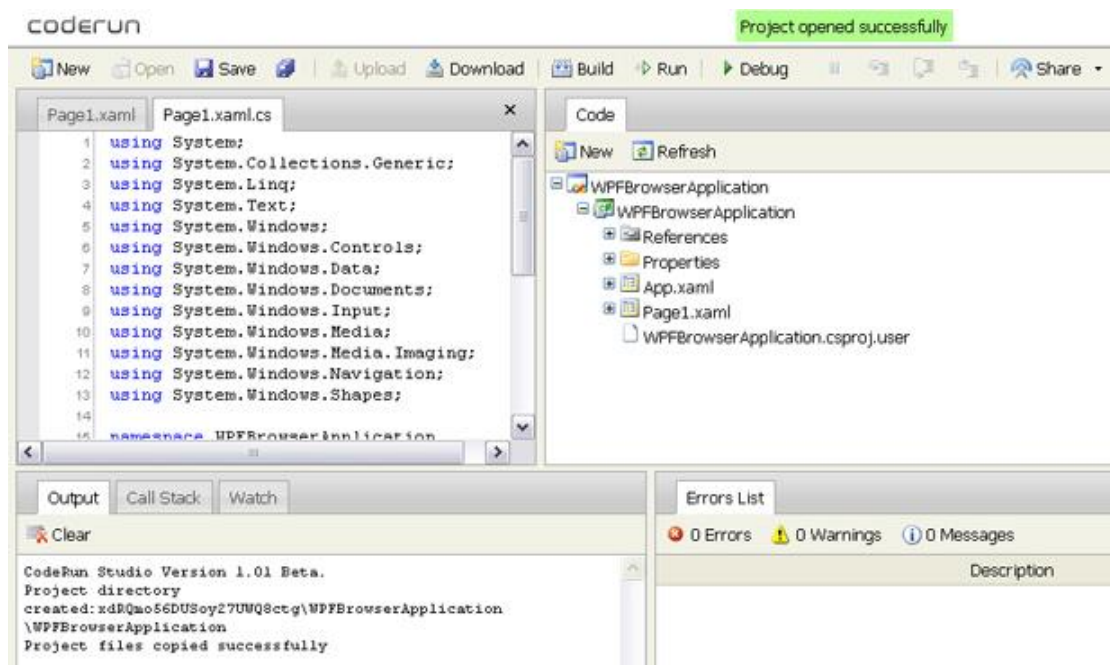 coderun
Project opened successfully
New Open Save Upload Download Build Run Debug Share
Page1.xaml Page1.xaml.cs
1 using System;
2 using System.Collections.Generic;
3 using System.Linq;
4 using System.Text;
5 using System.Windows;
6 using System.Windows.Controls;
7 using System.Windows.Data;
8 using System.Windows.Documents;
9 using System.Windows.Input;
10 using System.Windows.Media;
11 using System.Windows.Media.Imaging;
12 using System.Windows.Navigation;
13 using System.Windows.Shapes;
14
15 namespace WPFBrowserApplication
Code
New Refresh
WPFBrowserApplication
WPFBrowserApplication
References
Properties
App.xaml
Page1.xaml
WPFBrowserApplication.csproj.user
Output Call Stack Watch
Clear
CodeRun Studio Version 1.01 Beta.
Project directory
created:xdRQmo56DUSoy27UWQ8ctg\WPFBrowserApplication
\WPFBrowserApplication
Project files copied successfully
Errors List
0 Errors 0 Warnings 0 Messages
Description